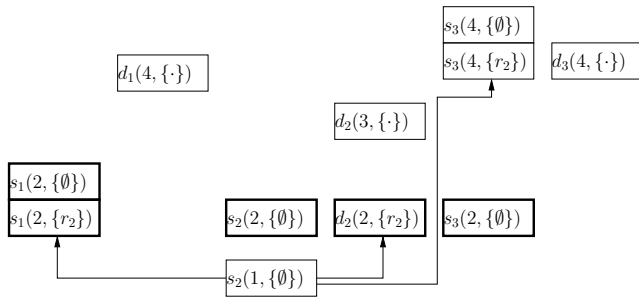 s₃(4, {∅})
d₁(4, {·})
s₃(4, {r₂})
d₃(4, {·})
d₂(3, {·})
s₁(2, {∅})
s₁(2, {r₂})
s₂(2, {∅})
d₂(2, {r₂})
s₃(2, {∅})
s₂(1, {∅})